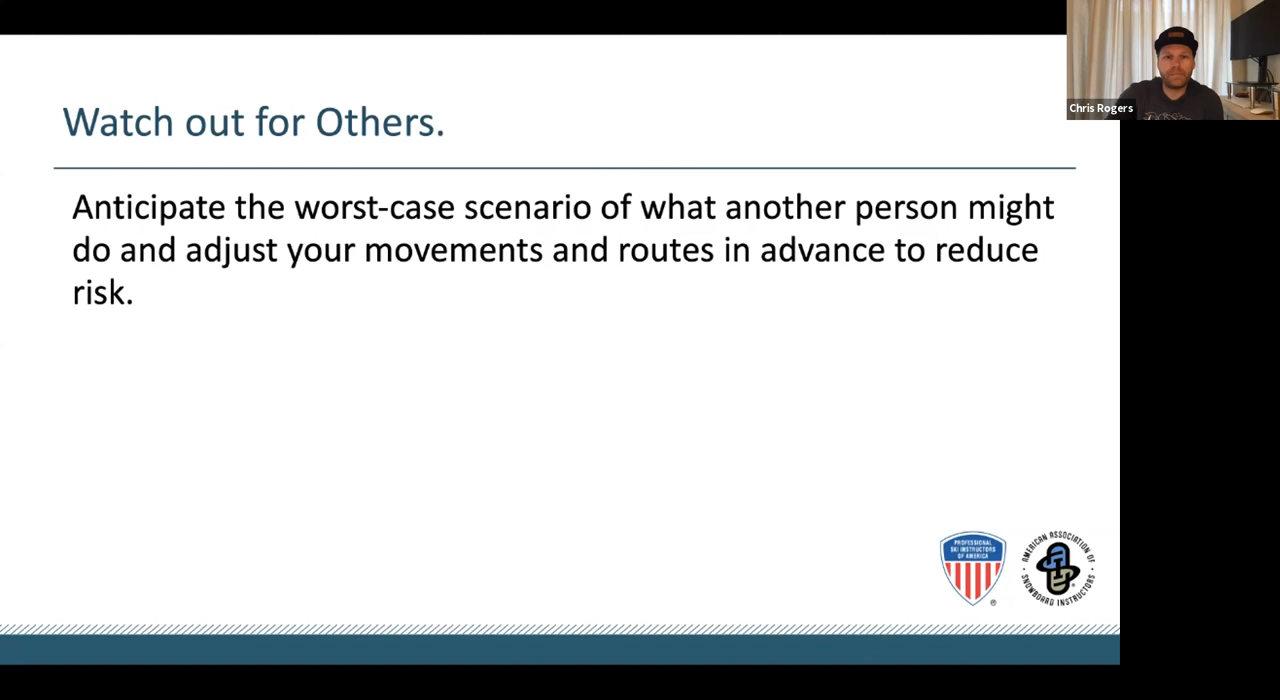 Watch out for Others.
Anticipate the worst-case scenario of what another person might
do and adjust your movements and routes in advance to reduce
risk.
Chris Rogers
PROFESSIONAL
SKI INSTRUCTORS
OF AMERICA
®
AMERICAN ASSOCIATION OF
SNOWBOARD INSTRUCTORS